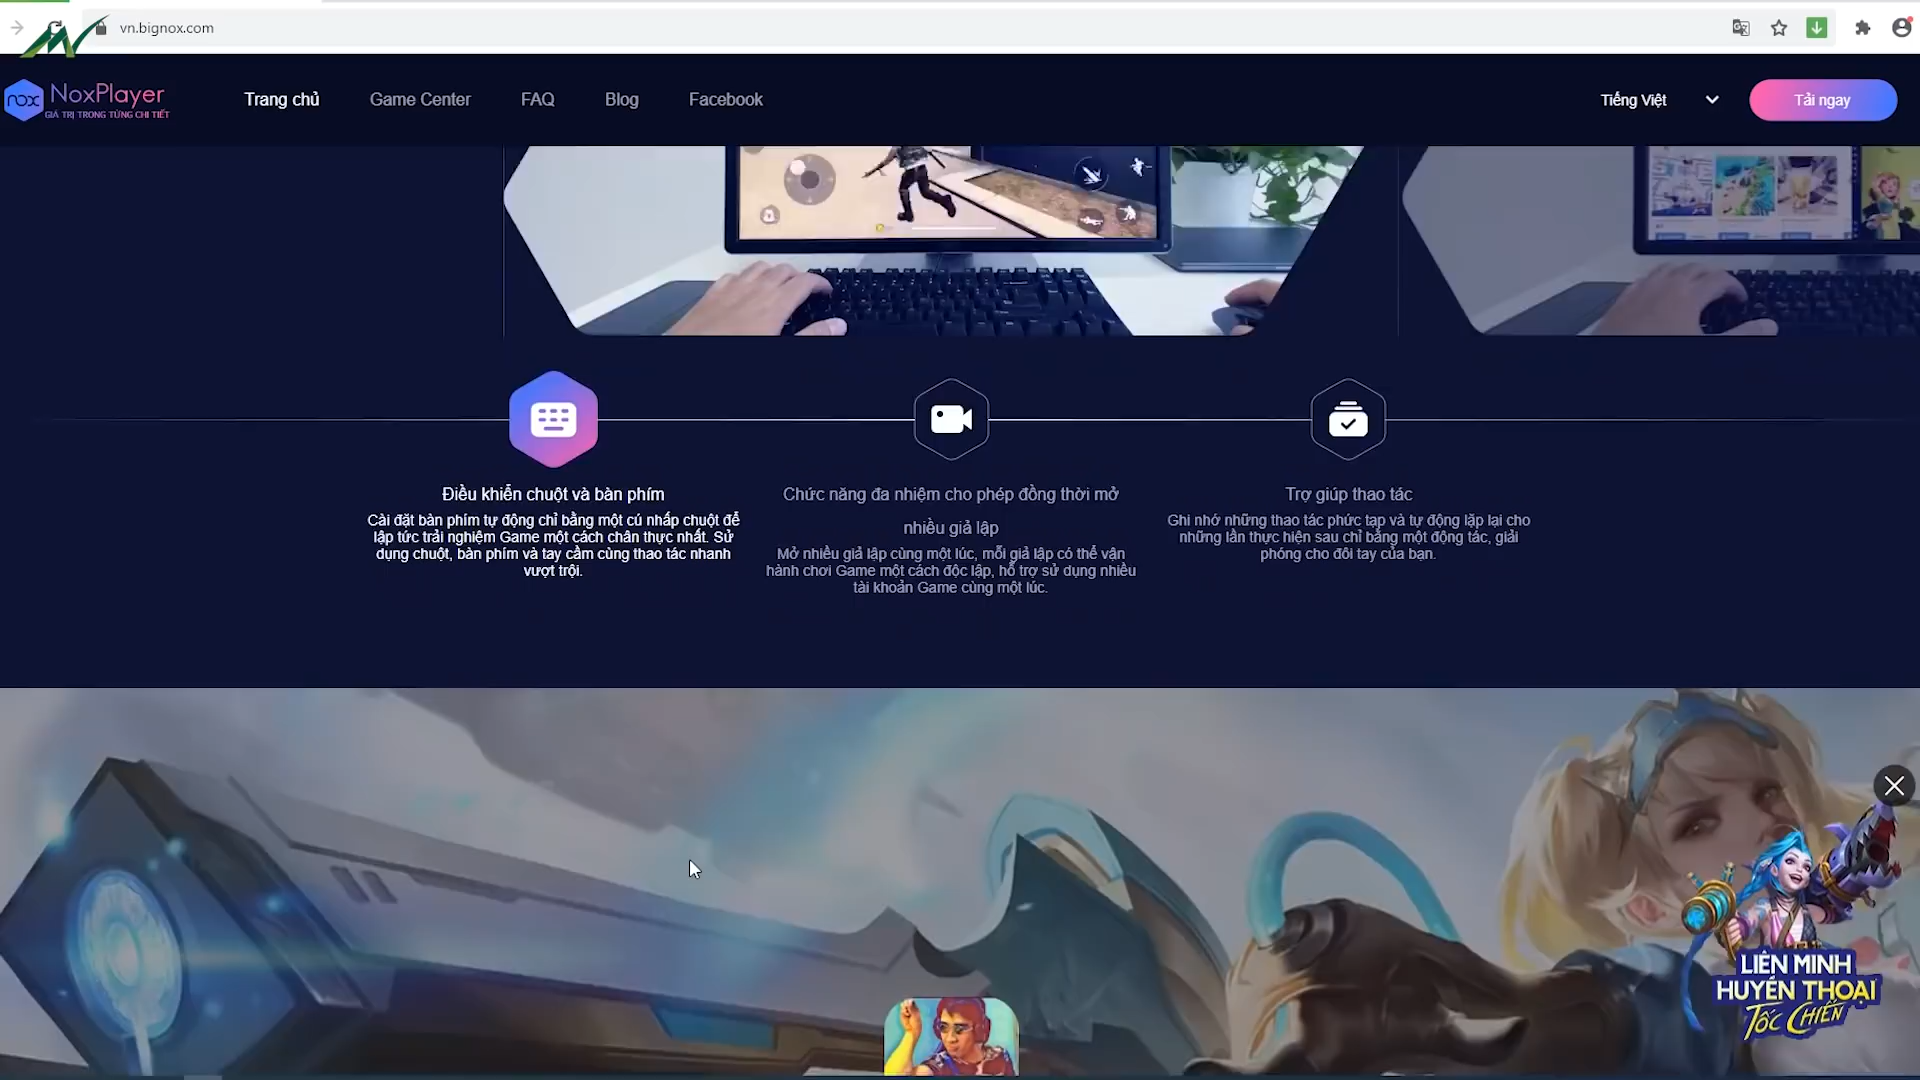 vn.bignox.com
nox NoxPlayer
GIÁ TRỊ TRONG TỪNG CHI TIẾT
Trang chủ
Game Center
FAQ
Blog
Facebook
Tiếng Việt
Tải ngay
Điều khiển chuột và bàn phím
Cài đặt bàn phím tự động chỉ bằng một cú nhấp chuột để
lập tức trải nghiệm Game một cách chân thực nhất. Sử
dụng chuột, bàn phím và tay cầm cùng thao tác nhanh
vượt trội.
Chức năng đa nhiệm cho phép đồng thời mở
nhiều giả lập
Mở nhiều giả lập cùng một lúc, mỗi giả lập có thể vận
hành chơi Game một cách độc lập, hỗ trợ sử dụng nhiều
tài khoản Game cùng một lúc.
Trợ giúp thao tác
Ghi nhớ những thao tác phức tạp và tự động lặp lại cho
những lần thực hiện sau chỉ bằng một động tác, giải
phóng cho đôi tay của bạn.
LIÊN MINH
HUYỀN THOẠI
TỐC CHIẾN